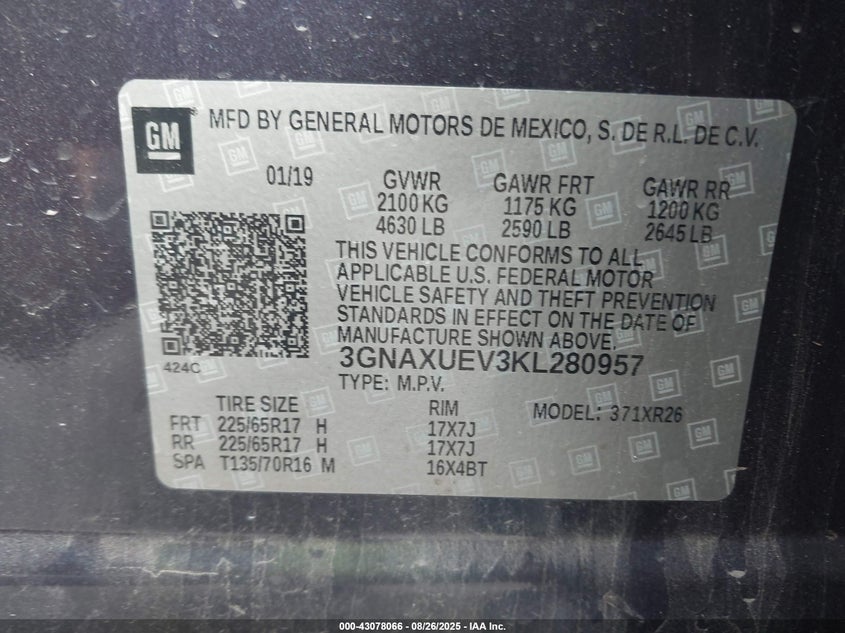 GM
MFD BY GENERAL MOTORS DE MEXICO, S. DE R.L. DE C.V.
01/19
GVWR GAWR FRT GAWR RR
2100 KG 1175 KG 1200 KG
4630 LB 2590 LB 2645 LB
THIS VEHICLE CONFORMS TO ALL
APPLICABLE U.S. FEDERAL MOTOR
VEHICLE SAFETY AND THEFT PREVENTION
STANDARDS IN EFFECT ON THE DATE OF
MANUFACTURE SHOWN ABOVE.
424C
3GNAXUEV3KL280957
TYPE: M.P.V.
TIRE SIZE RIM MODEL: 371XR26
FRT 225/65R17 H 17X7J
RR 225/65R17 H 17X7J
SPA T135/70R16 M 16X4BT
000-43078066 - 08/26/2025 - IAA Inc.